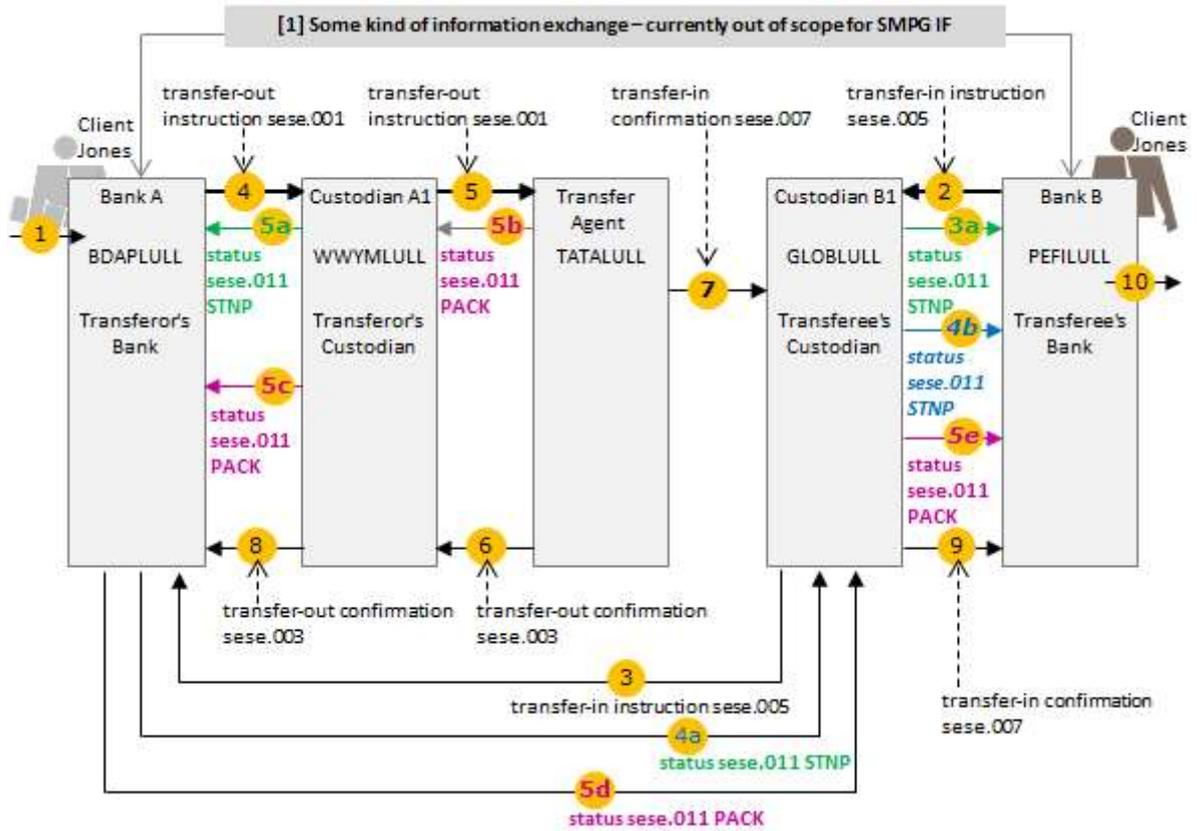 [1] Some kind of information exchange – currently out of scope for SMPG IF
transfer-out
instruction sese.001
transfer-out
instruction sese.001
transfer-in
confirmation sese.007
transfer-in instruction
sese.005
Client
Jones
Client
Jones
Bank A
4
Custodian A1
5
Transfer
Agent
Custodian B1
2
Bank B
1
5a
5b
3a
BDAPLULL
status
sese.011
STNP
WWYMLULL
status
sese.011
PACK
TATALULL
7
GLOBLULL
status
sese.011
STNP
PEFILULL
10
Transferor's
Bank
Transferor's
Custodian
Transferee's
Custodian
4b
Transferee's
Bank
status
sese.011
STNP
5c
status
sese.011
PACK
5e
status
sese.011
PACK
8
6
9
transfer-out confirmation
sese.003
transfer-out confirmation
sese.003
3
transfer-in instruction sese.005
transfer-in confirmation
sese.007
4a
status sese.011 STNP
5d
status sese.011 PACK